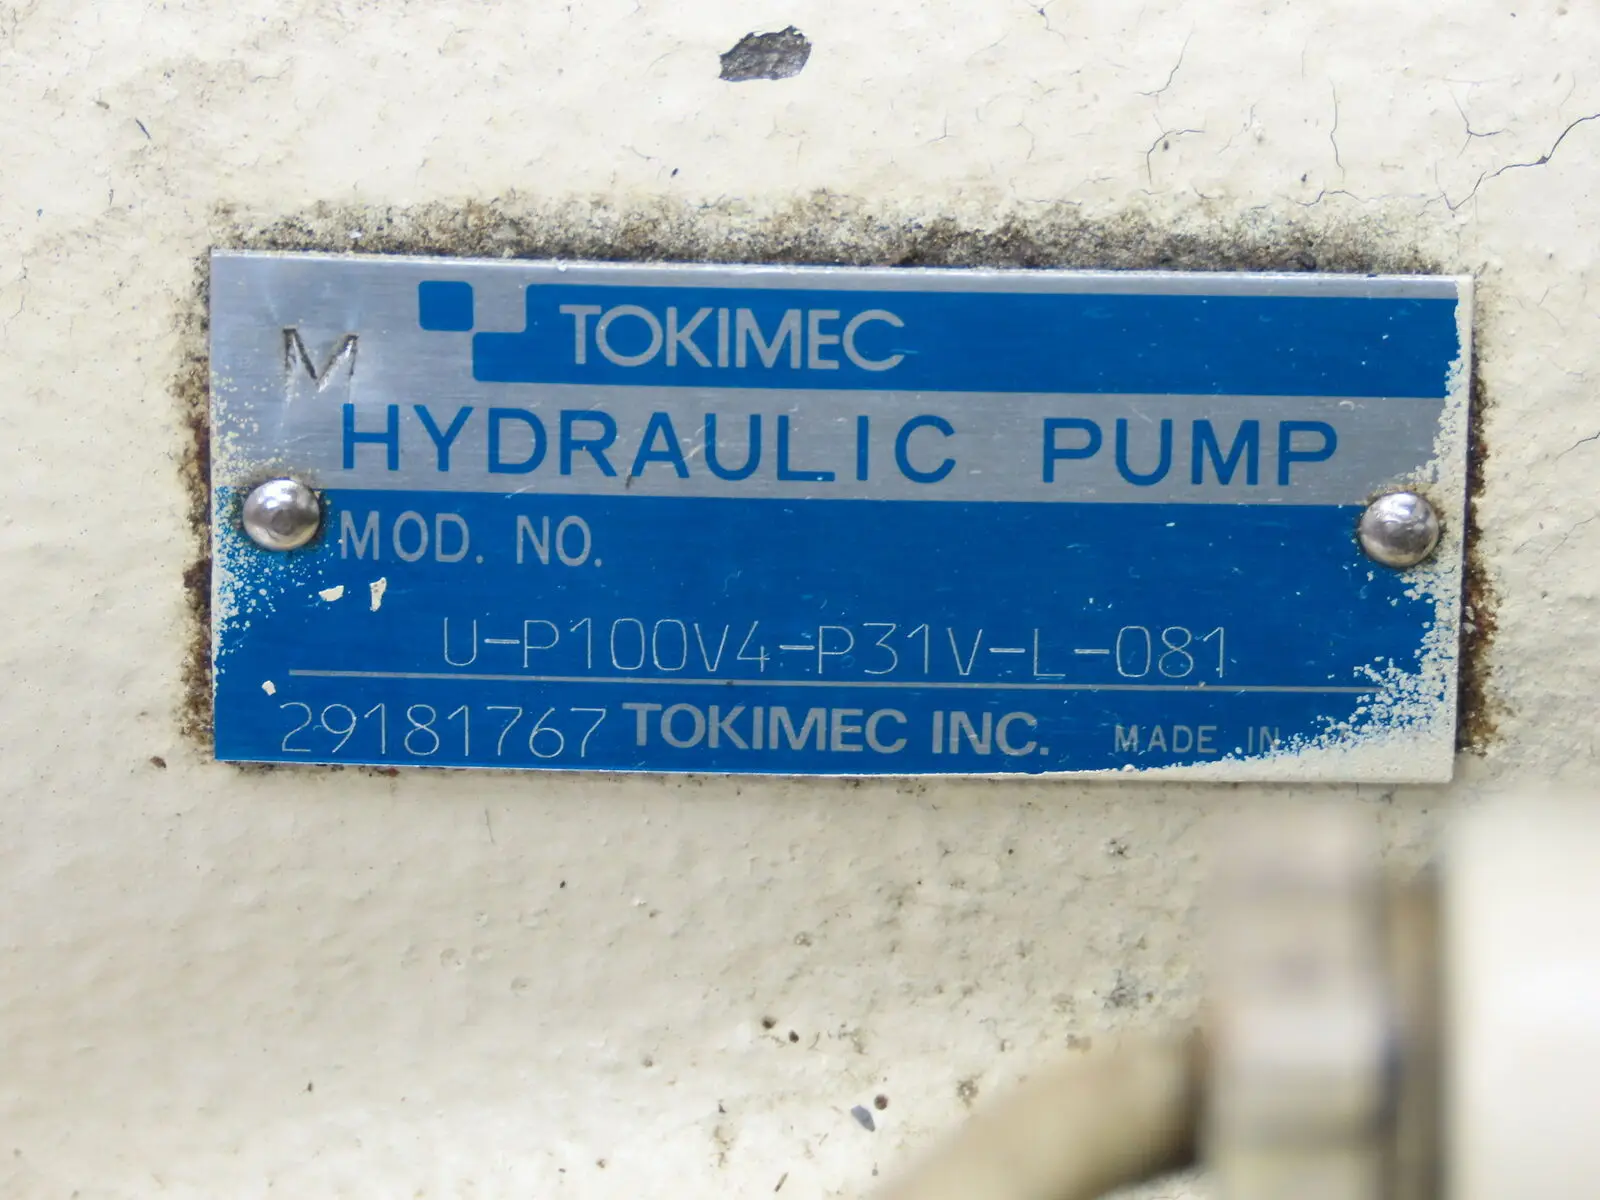 TOKIMEC
M
HYDRAULIC PUMP
MOD. NO.
U-P100V4-P31V-L-081
29181767 TOKIMEC INC. MADE IN